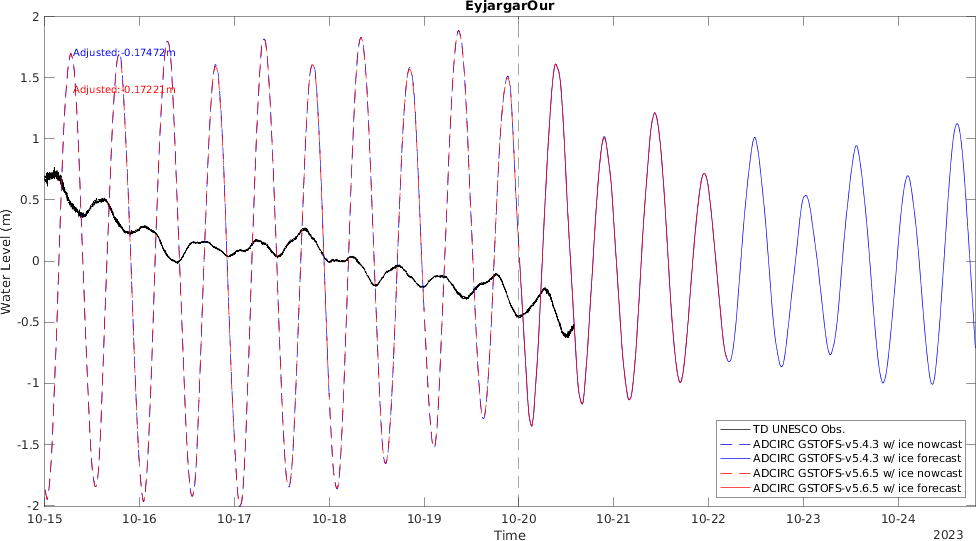 EyjargarOur
2
1.5
1
0.5
0
-0.5
-1
-1.5
-2
Water Level (m)
Adjusted:-0.17472m
Adjusted:-0.17221m
TD UNESCO Obs.
ADCIRC GSTOFS-v5.4.3 w/ ice nowcast
ADCIRC GSTOFS-v5.4.3 w/ ice forecast
ADCIRC GSTOFS-v5.6.5 w/ ice nowcast
ADCIRC GSTOFS-v5.6.5 w/ ice forecast
10-15 10-16 10-17 10-18 10-19 10-20 10-21 10-22 10-23 10-24
Time
2023